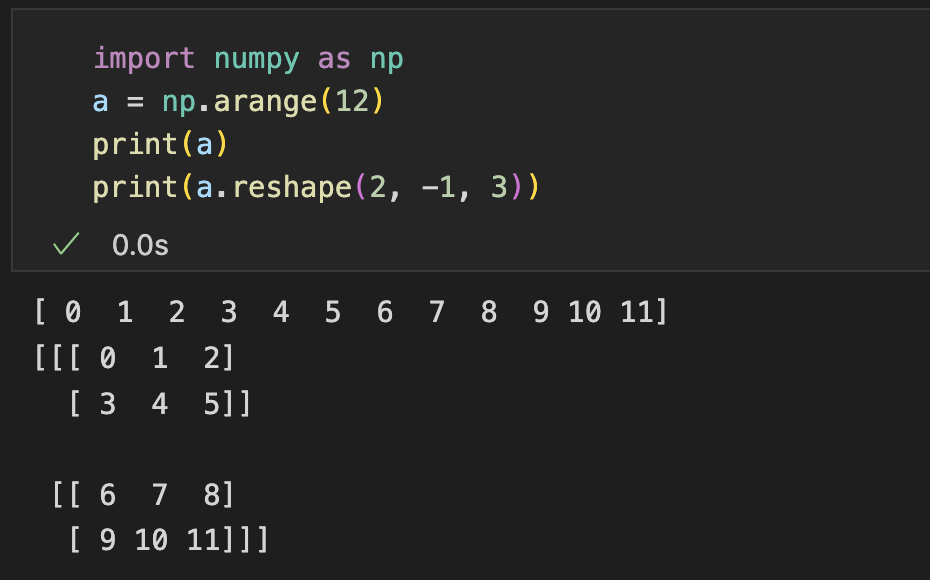 import numpy as np
a = np.arange(12)
print(a)
print(a.reshape(2, -1, 3))
0.0s
[ 0  1  2  3  4  5  6  7  8  9 10 11]
[[[ 0  1  2]
  [ 3  4  5]]

 [[ 6  7  8]
  [ 9 10 11]]]